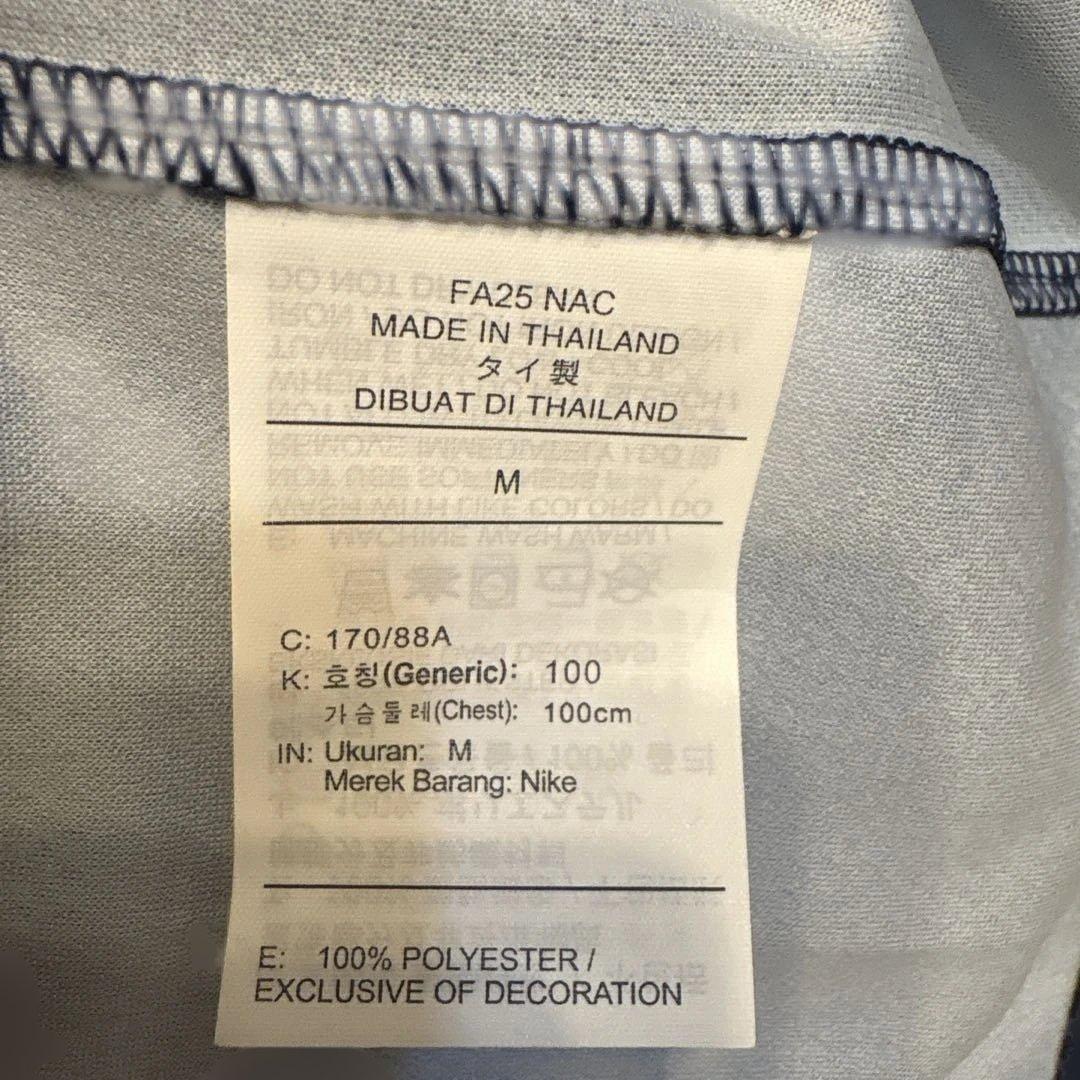 FA25 NAC
MADE IN THAILAND
タイ製
DIBUAT DI THAILAND
M
C: 170/88A
K: 호칭(Generic): 100
가슴둘레(Chest): 100cm
IN: Ukuran: M
Merek Barang: Nike
E: 100% POLYESTER /
EXCLUSIVE OF DECORATION